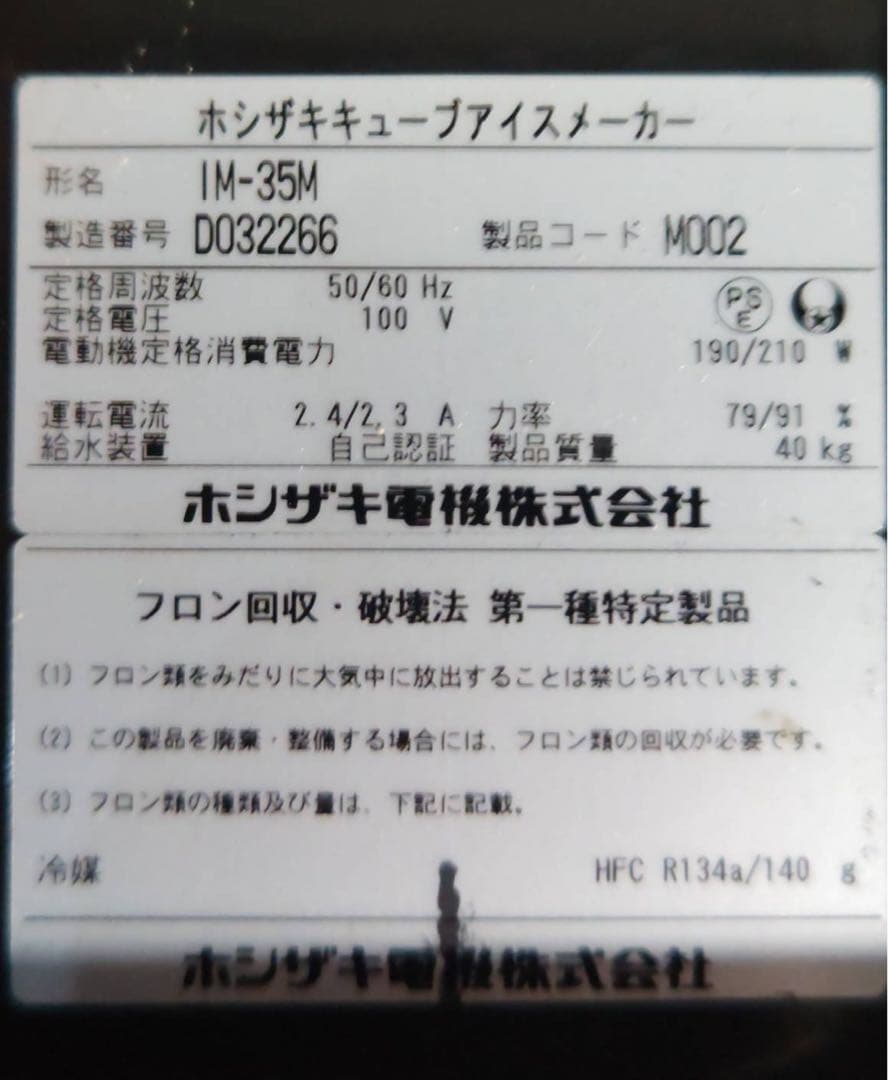 ホシザキキューブアイスメーカー
形名 IM-35M
製造番号 D032266 製品コード M002
定格周波数 50/60 Hz
定格電圧 100 V
PSE
電動機定格消費電力 190/210 W
運転電流 2.4/2.3 A 力率 79/91 %
給水装置 自己認証 製品質量 40 kg
ホシザキ電機株式会社
フロン回収・破壊法 第一種特定製品
(1) フロン類をみだりに大気中に放出することは禁じられています。
(2) この製品を廃棄・整備する場合には、フロン類の回収が必要です。
(3) フロン類の種類及び量は、下記に記載。
冷媒 HFC R134a/140 g
ホシザキ電機株式会社